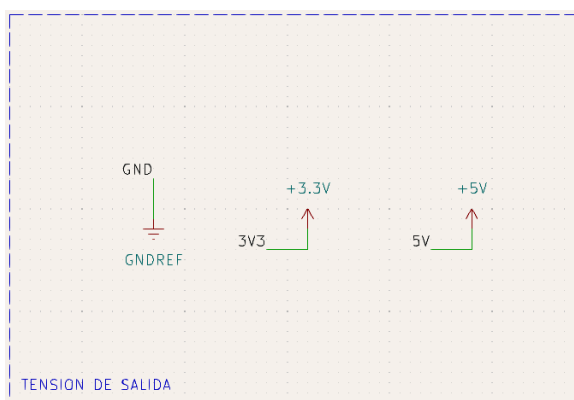 GND
GNDREF
+3.3V
3V3
+5V
5V
TENSION DE SALIDA